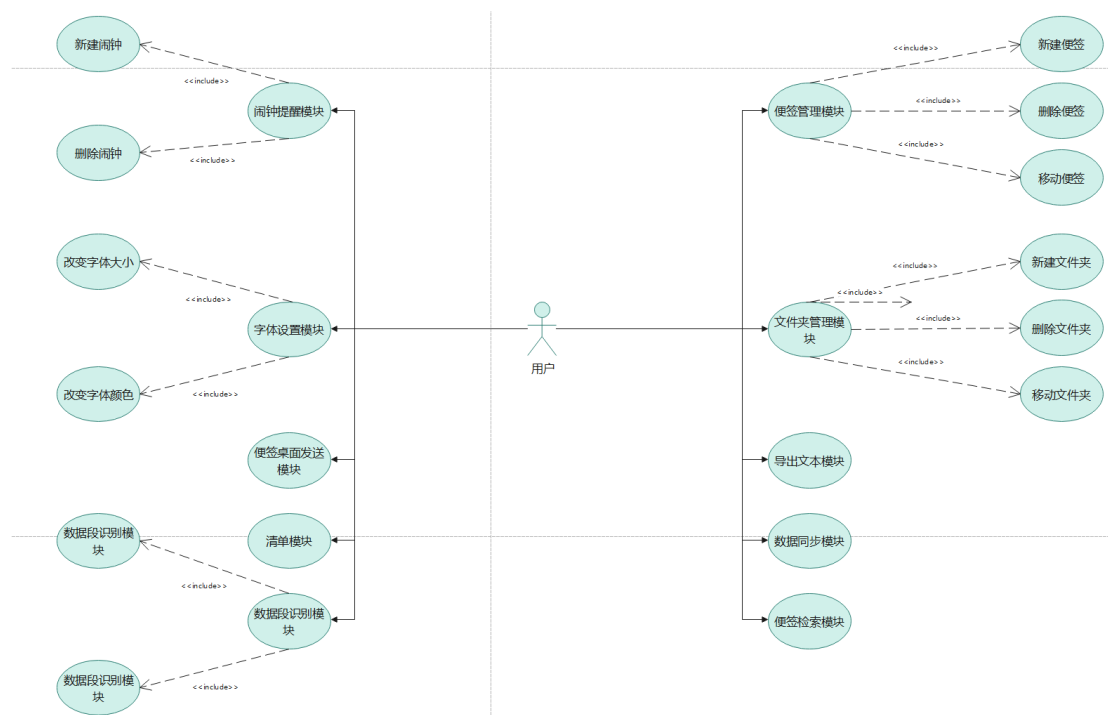 新建闹钟
<<include>>
闹钟提醒模块
删除闹钟
<<include>>
改变字体大小
<<include>>
字体设置模块
改变字体颜色
<<include>>
便签桌面发送
模块
清单模块
数据段识别模
块
<<include>>
数据段识别模
块
数据段识别模
块
<<include>>
用户
<<include>>
新建便签
便签管理模块
<<include>>
删除便签
<<include>>
移动便签
<<include>>
新建文件夹
<<include>>
文件夹管理模
块
<<include>>
删除文件夹
<<include>>
移动文件夹
导出文本模块
数据同步模块
便签检索模块